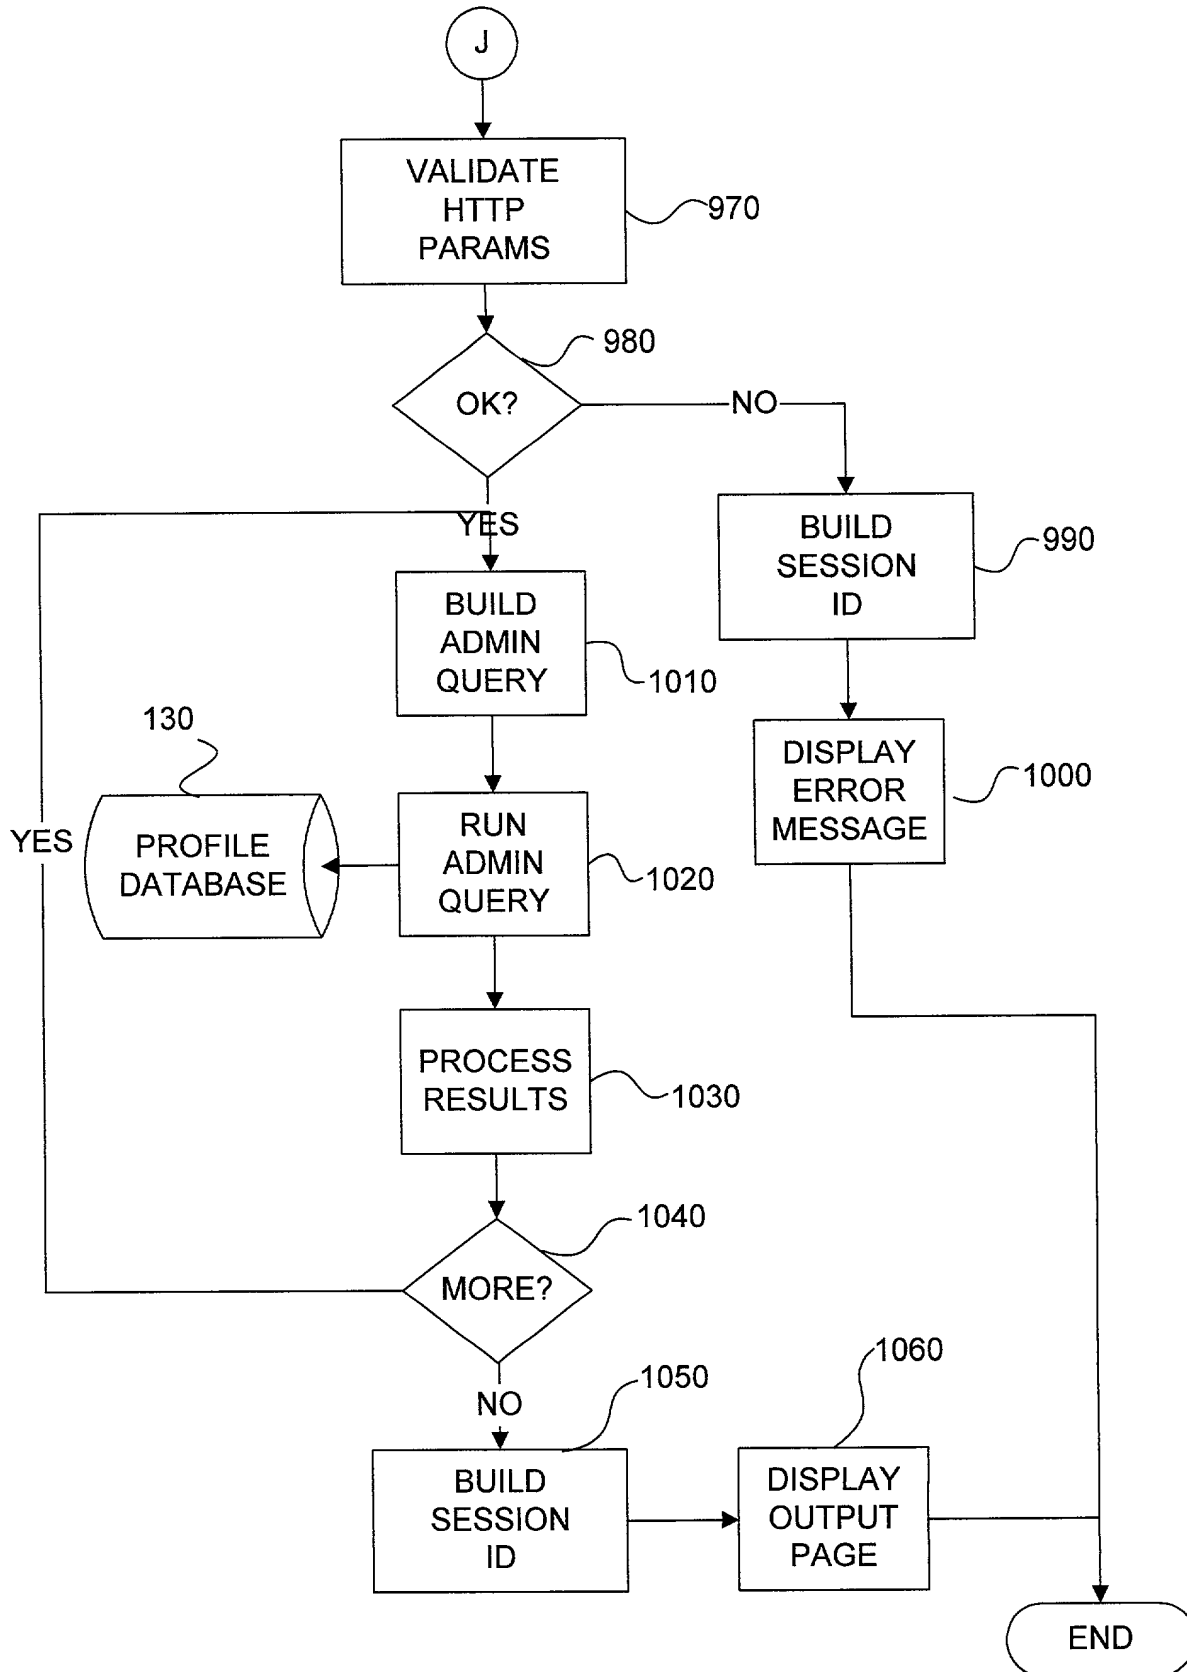 J
VALIDATE
HTTP
PARAMS
970
980
OK?
NO
YES
BUILD
SESSION
ID
990
BUILD
ADMIN
QUERY
1010
130
DISPLAY
ERROR
MESSAGE
1000
YES
PROFILE
DATABASE
RUN
ADMIN
QUERY
1020
PROCESS
RESULTS
1030
1040
MORE?
NO
1050
1060
BUILD
SESSION
ID
DISPLAY
OUTPUT
PAGE
END